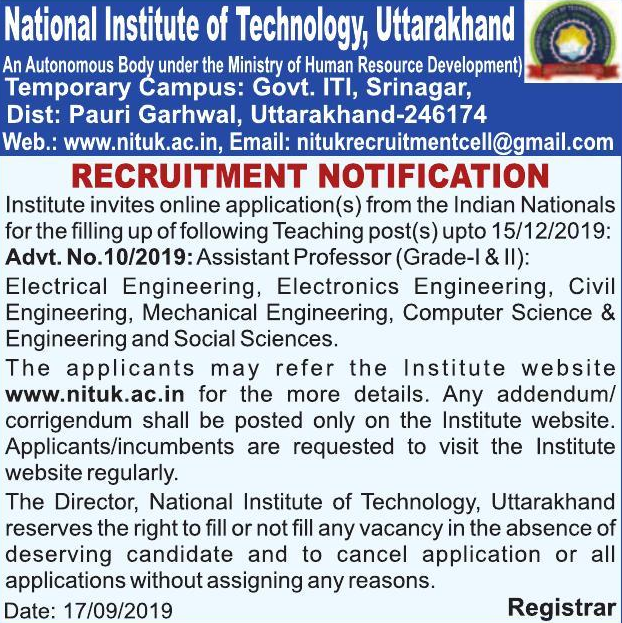 National Institute of Technology, Uttarakhand
An Autonomous Body under the Ministry of Human Resource Development)
Temporary Campus: Govt. ITI, Srinagar,
Dist: Pauri Garhwal, Uttarakhand-246174
Web.: www.nituk.ac.in, Email: nitukrecruitmentcell@gmail.com
RECRUITMENT NOTIFICATION
Institute invites online application(s) from the Indian Nationals
for the filling up of following Teaching post(s) upto 15/12/2019:
Advt. No.10/2019: Assistant Professor (Grade-I & II):
Electrical Engineering, Electronics Engineering, Civil
Engineering, Mechanical Engineering, Computer Science &
Engineering and Social Sciences.
The applicants may refer the Institute website
www.nituk.ac.in for the more details. Any addendum/
corrigendum shall be posted only on the Institute website.
Applicants/incumbents are requested to visit the Institute
website regularly.
The Director, National Institute of Technology, Uttarakhand
reserves the right to fill or not fill any vacancy in the absence of
deserving candidate and to cancel application or all
applications without assigning any reasons.
Date: 17/09/2019
Registrar